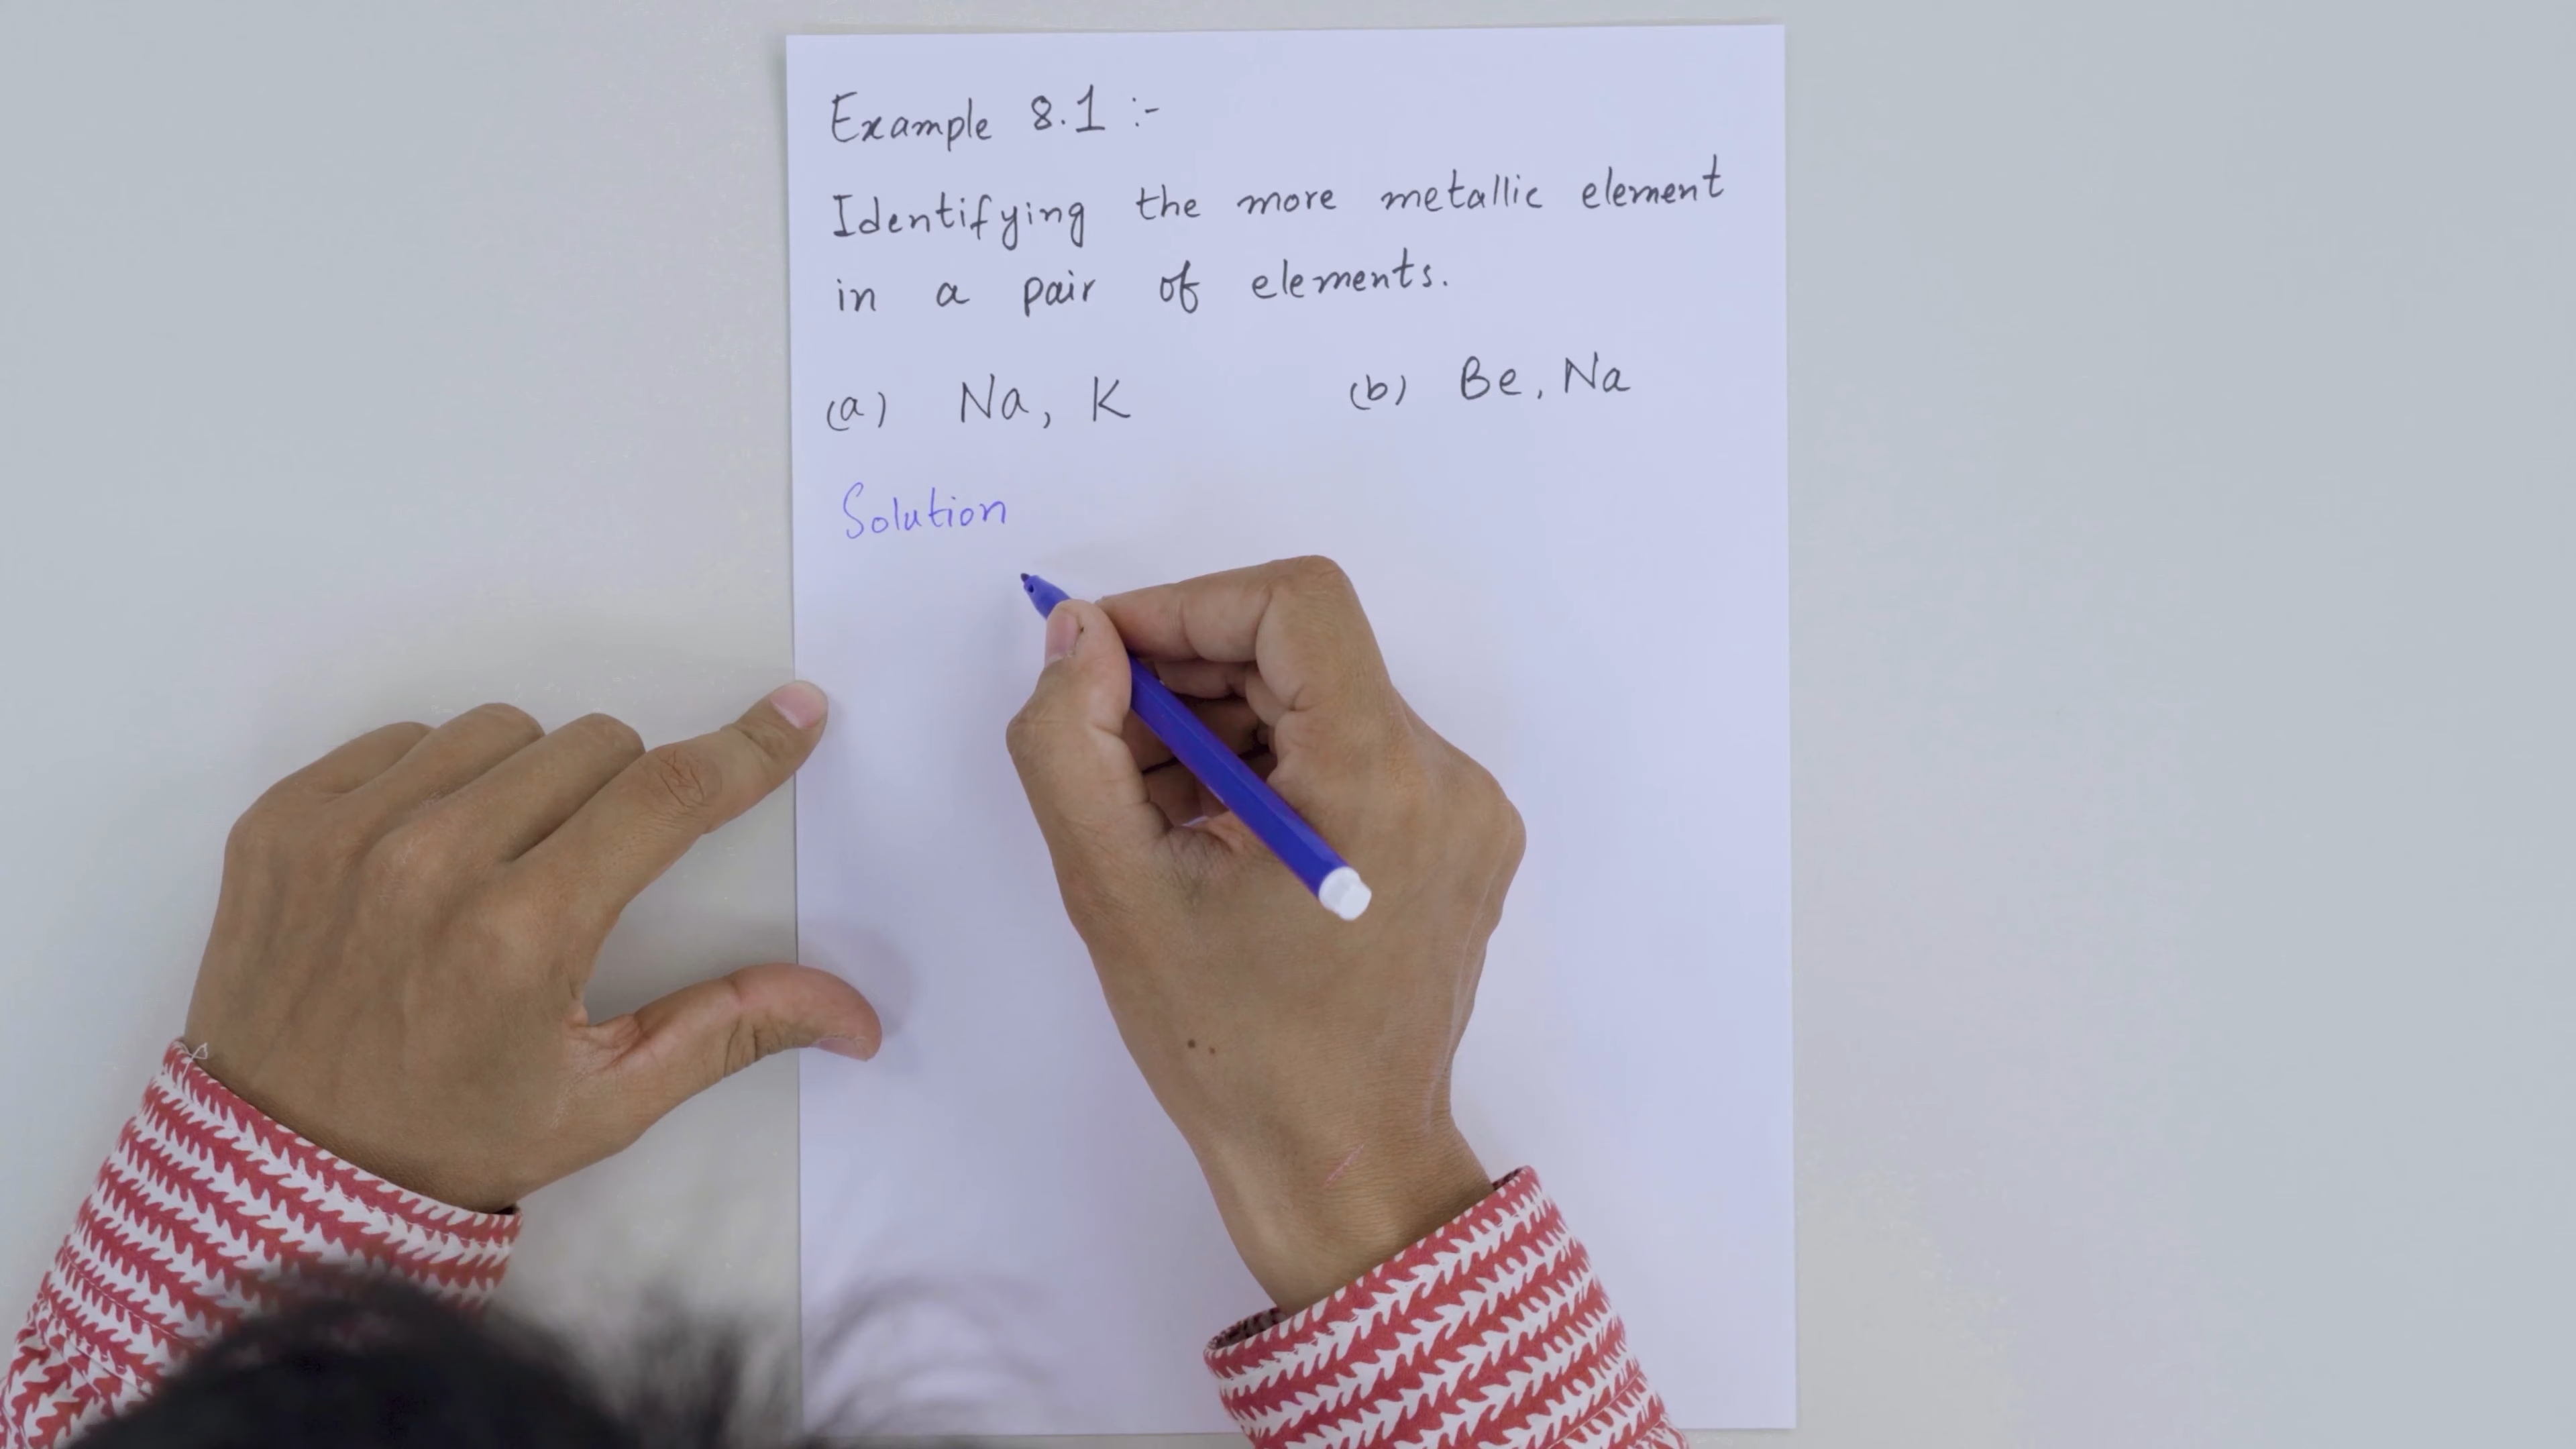 Example 8.1 :-
Identifying the more metallic element
in a pair of elements.
(a) Na, K (b) Be, Na
Solution